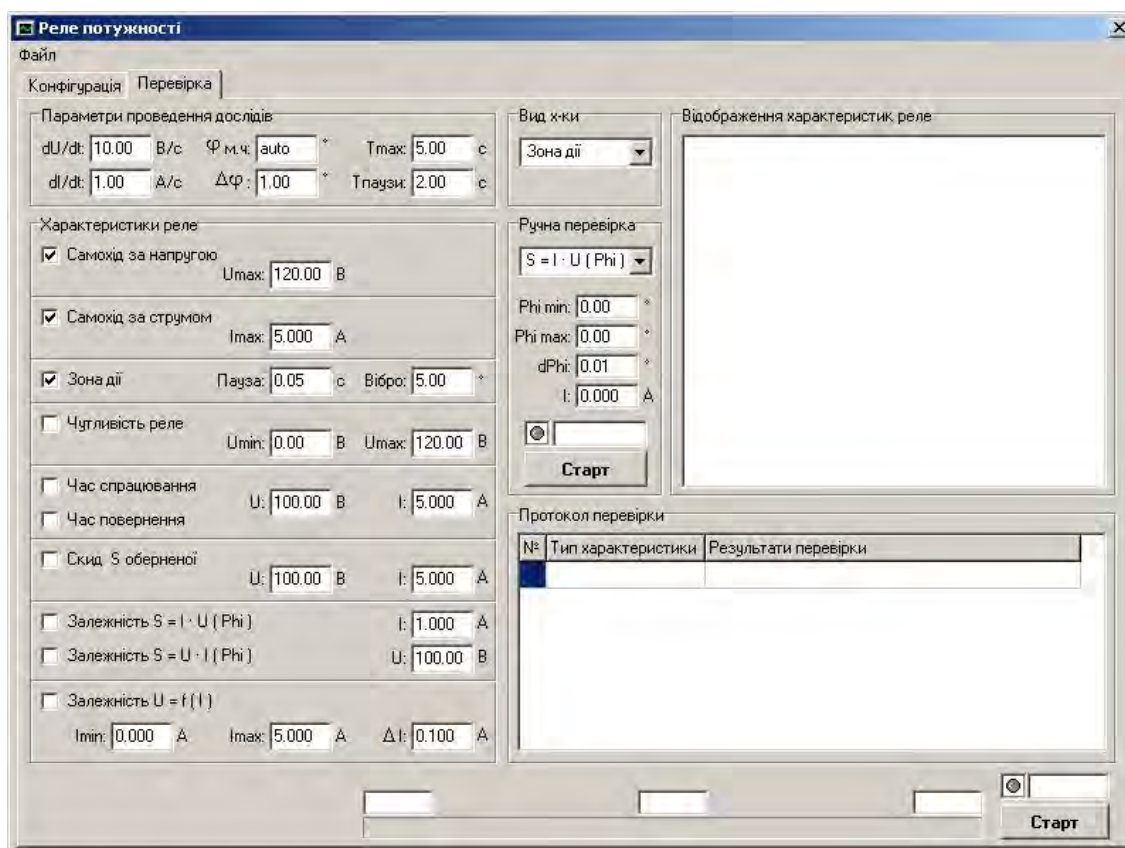 Реле потужності
Файл
Конфігурація Перевірка
Параметри проведення дослідів
dU/dt: 10.00 В/с φ м.ч: auto ° Tmax: 5.00 с
dI/dt: 1.00 А/с Δφ : 1.00 ° Tпаузи: 2.00 с
Характеристики реле
Самохід за напругою
Umax: 120.00 В
Самохід за струмом
Imax: 5.000 А
Зона дії Пауза: 0.05 с Вібро: 5.00 °
Чутливість реле
Umin: 0.00 В Umax: 120.00 В
Час спрацювання
U: 100.00 В I: 5.000 А
Час повернення
Скид S оберненої
U: 100.00 В I: 5.000 А
Залежність S = I · U ( Phi ) I: 1.000 А
Залежність S = U · I ( Phi ) U: 100.00 В
Залежність U = f ( I )
Imin: 0.000 А Imax: 5.000 А Δ I: 0.100 А
Вид х-ки
Зона дії
Ручна перевірка
S = I · U ( Phi )
Phi min: 0.00 °
Phi max: 0.00 °
dPhi: 0.01 °
I: 0.000 А
Старт
Відображення характеристик реле
Протокол перевірки
№ Тип характеристики Результати перевірки
Старт